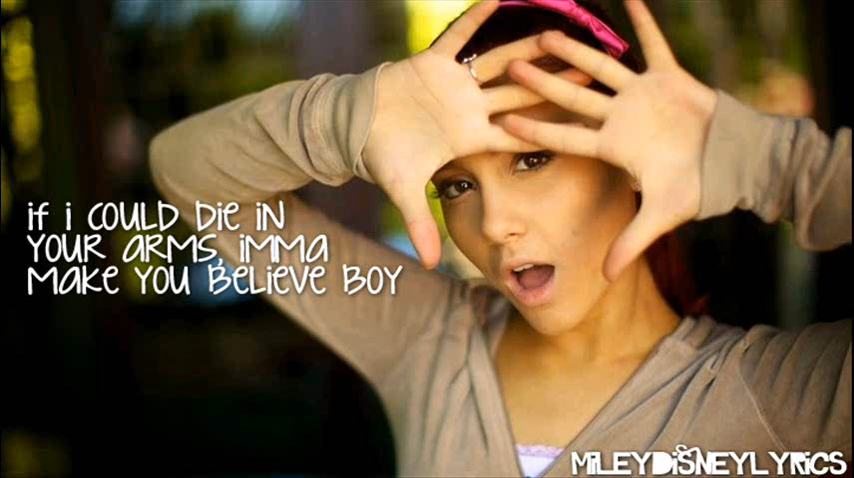 if i could die in
your arms, imma
make you believe boy
MiLEYDiSNEYLYRiCS